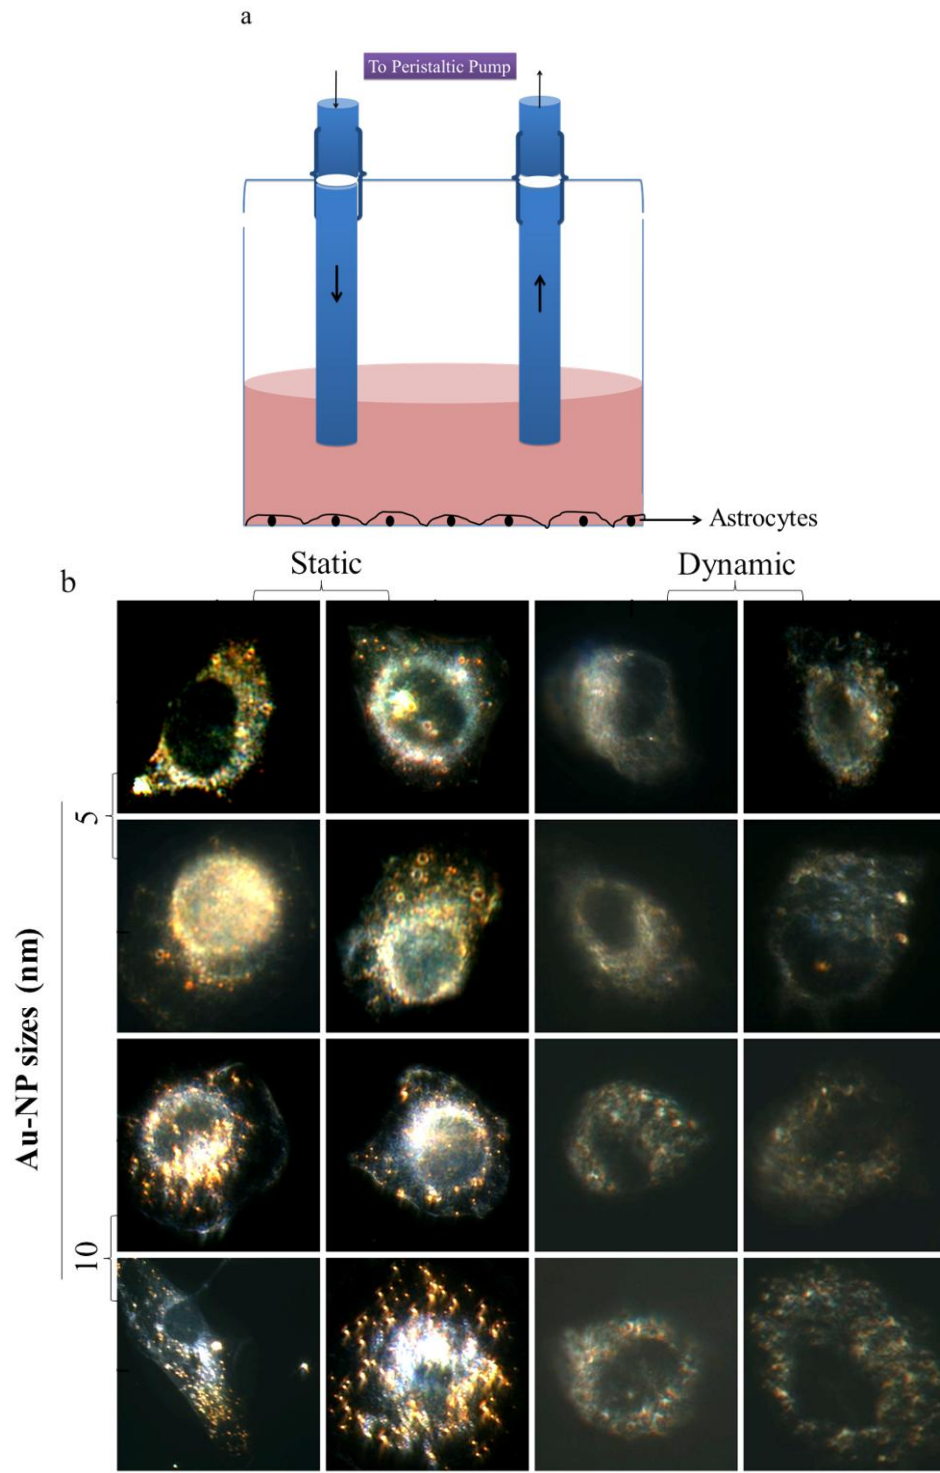 a
To Peristaltic Pump
Astrocytes
b
Static
Dynamic
Au-NP sizes (nm)
5
10